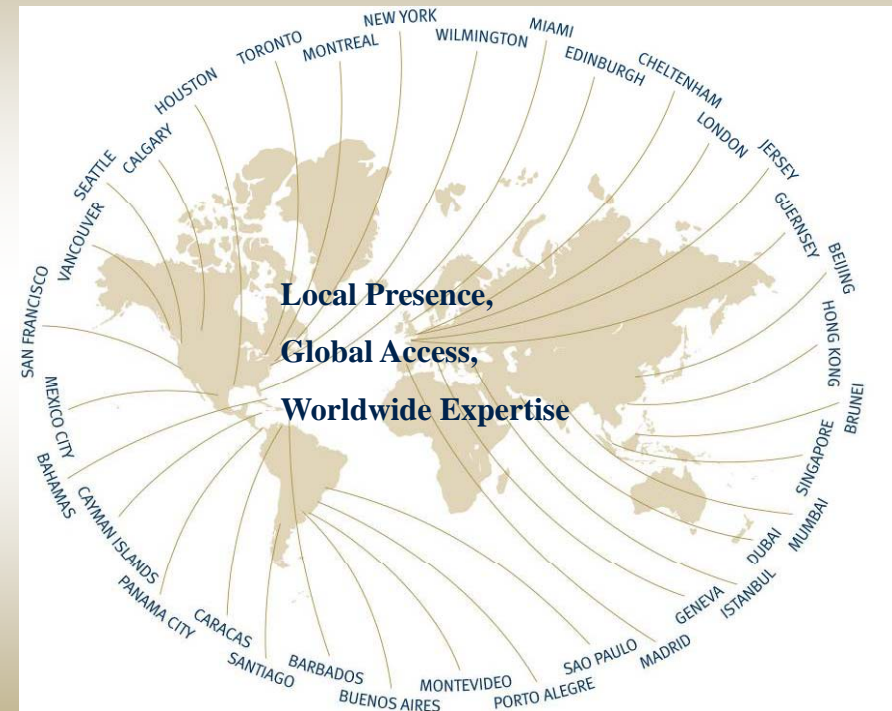 NEW YORK
WILMINGTON
MIAMI
EDINBURGH
CHELTENHAM
LONDON
JERSEY
GUERNSEY
BEIJING
HONG KONG
BRUNEI
SINGAPORE
MUMBAI
DUBAI
ISTANBUL
GENEVA
MADRID
SAO PAULO
PORTO ALEGRE
MONTEVIDEO
BUENOS AIRES
BARBADOS
SANTIAGO
CARACAS
PANAMA CITY
CAYMAN ISLANDS
BAHAMAS
MEXICO CITY
SAN FRANCISCO
VANCOUVER
SEATTLE
CALGARY
HOUSTON
TORONTO
MONTREAL
Local Presence,
Global Access,
Worldwide Expertise